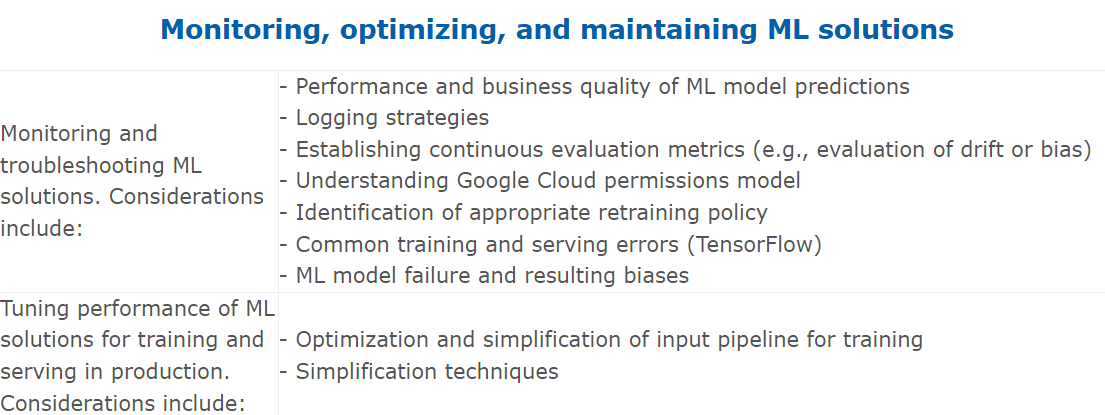 Monitoring, optimizing, and maintaining ML solutions
Monitoring and
troubleshooting ML
solutions. Considerations
include:
- Performance and business quality of ML model predictions
- Logging strategies
- Establishing continuous evaluation metrics (e.g., evaluation of drift or bias)
- Understanding Google Cloud permissions model
- Identification of appropriate retraining policy
- Common training and serving errors (TensorFlow)
- ML model failure and resulting biases
Tuning performance of ML
solutions for training and
serving in production.
Considerations include:
- Optimization and simplification of input pipeline for training
- Simplification techniques